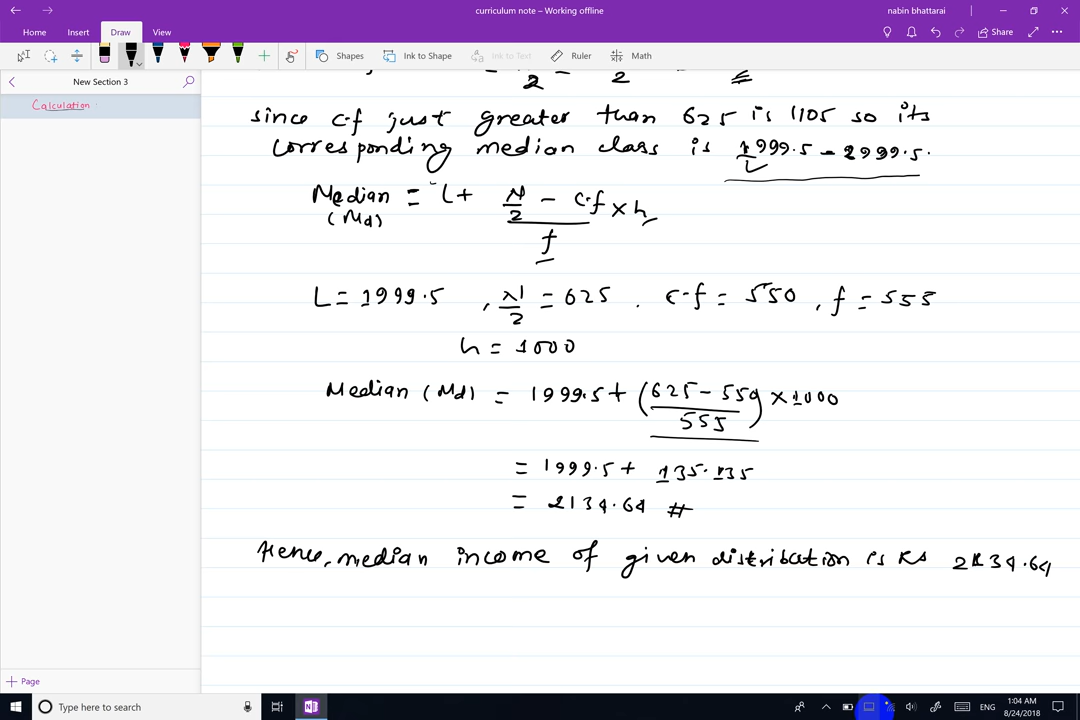 curriculum note – Working offline
nabin bhattarai
Home Insert Draw View
Share
Shapes Ink to Shape Ink to Text Ruler Math
New Section 3
Calculation
2 2
since c.f just greater than 625 is 1105 so its
corresponding median class is 1999.5 - 2999.5.
L
Median = L + N/2 - c.f × h
(Md)
f
L = 1999.5 , N/2 = 625 . c.f = 550 , f = 555
h = 1000
Median (Md) = 1999.5 + (625 - 550) × 1000
555
= 1999.5 + 135.135
= 2134.64 #
Hence, median income of given distribution is Rs 2134.64
Page
Type here to search
ENG
1:04 AM
8/24/2018